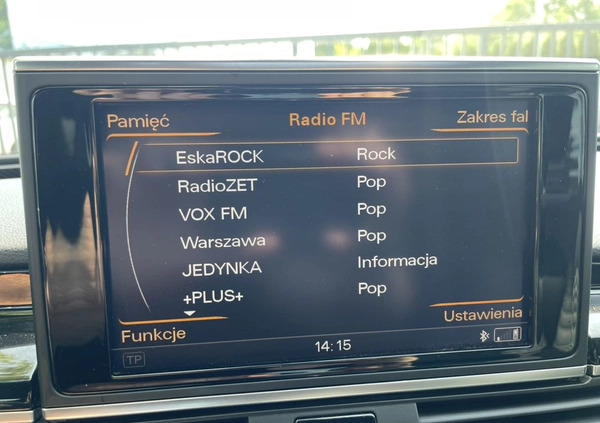 Pamięć Radio FM Zakres fal
EskaROCK Rock
RadioZET Pop
VOX FM Pop
Warszawa Pop
JEDYNKA Informacja
+PLUS+ Pop
Funkcje Ustawienia
TP 14:15